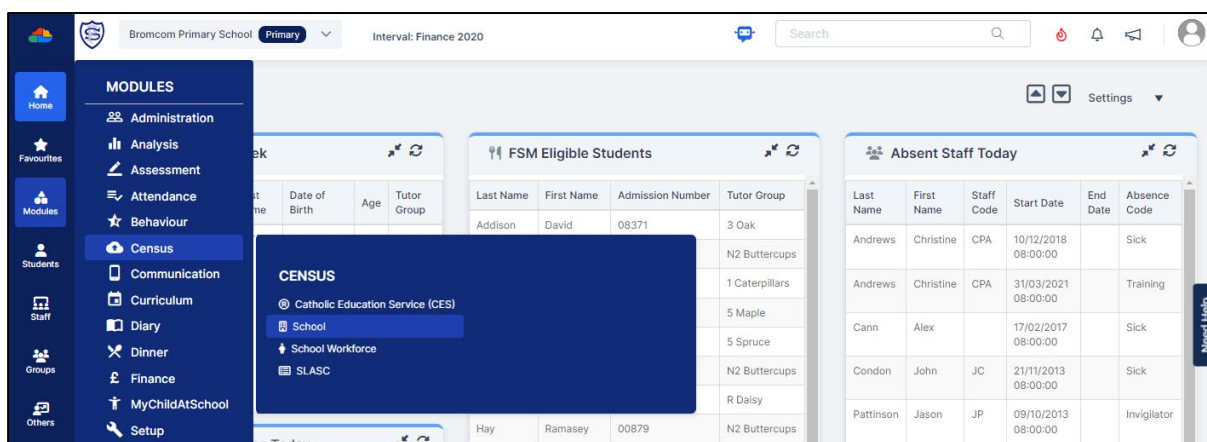 Bromcom Primary School Primary
Interval: Finance 2020
Search
Home
Favourites
Modules
Students
Staff
Groups
Others
MODULES
Administration
Analysis
Assessment
Attendance
Behaviour
Census
Communication
Curriculum
Diary
Dinner
Finance
MyChildAtSchool
Setup
CENSUS
Catholic Education Service (CES)
School
School Workforce
SLASC
Settings
Date of Birth Age Tutor Group
FSM Eligible Students
Last Name First Name Admission Number Tutor Group
Addison David 08371 3 Oak
N2 Buttercups
1 Caterpillars
5 Maple
5 Spruce
N2 Buttercups
R Daisy
Hay Ramasey 00879 N2 Buttercups
Absent Staff Today
Last Name First Name Staff Code Start Date End Date Absence Code
Andrews Christine CPA 10/12/2018 08:00:00 Sick
Andrews Christine CPA 31/03/2021 08:00:00 Training
Cann Alex 17/02/2017 08:00:00 Sick
Condon John JC 21/11/2013 08:00:00 Sick
Pattinson Jason JP 09/10/2013 08:00:00 Invigilator
Need Help